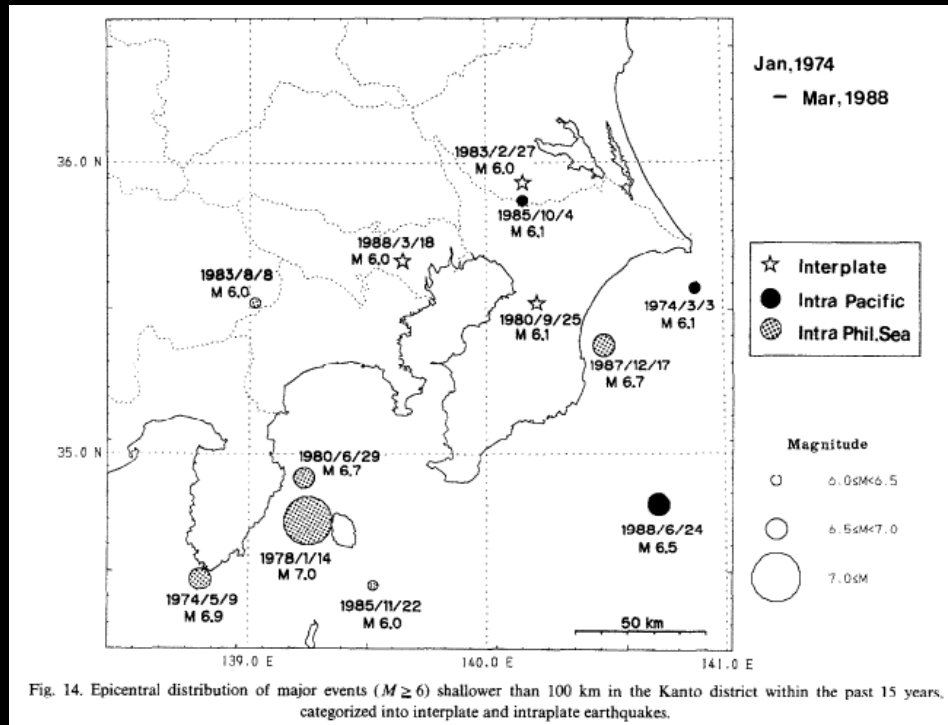 Jan,1974
– Mar,1988
36.0 N
1983/2/27
M 6.0
1985/10/4
M 6.1
1988/3/18
M 6.0
1983/8/8
M 6.0
1974/3/3
M 6.1
1980/9/25
M 6.1
1987/12/17
M 6.7
Interplate
Intra Pacific
Intra Phil.Sea
35.0 N
1980/6/29
M 6.7
1978/1/14
M 7.0
1974/5/9
M 6.9
1985/11/22
M 6.0
1988/6/24
M 6.5
Magnitude
6.0≤M<6.5
6.5≤M<7.0
7.0≤M
50 km
139.0 E
140.0 E
141.0 E
Fig. 14. Epicentral distribution of major events (M ≥ 6) shallower than 100 km in the Kanto district within the past 15 years,
categorized into interplate and intraplate earthquakes.